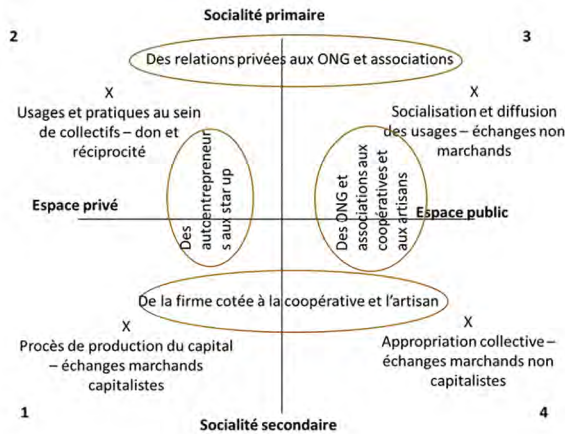 Socialité primaire
2
3
Des relations privées aux ONG et associations
X
Usages et pratiques au sein
de collectifs – don et
réciprocité
X
Socialisation et diffusion
des usages – échanges non
marchands
Des
autoentrepreneur
s aux star up
Des ONG et
associations aux
coopératives et
aux artisans
Espace privé
Espace public
De la firme cotée à la coopérative et l'artisan
X
Procès de production du capital
– échanges marchands
capitalistes
X
Appropriation collective –
échanges marchands non
capitalistes
1
4
Socialité secondaire